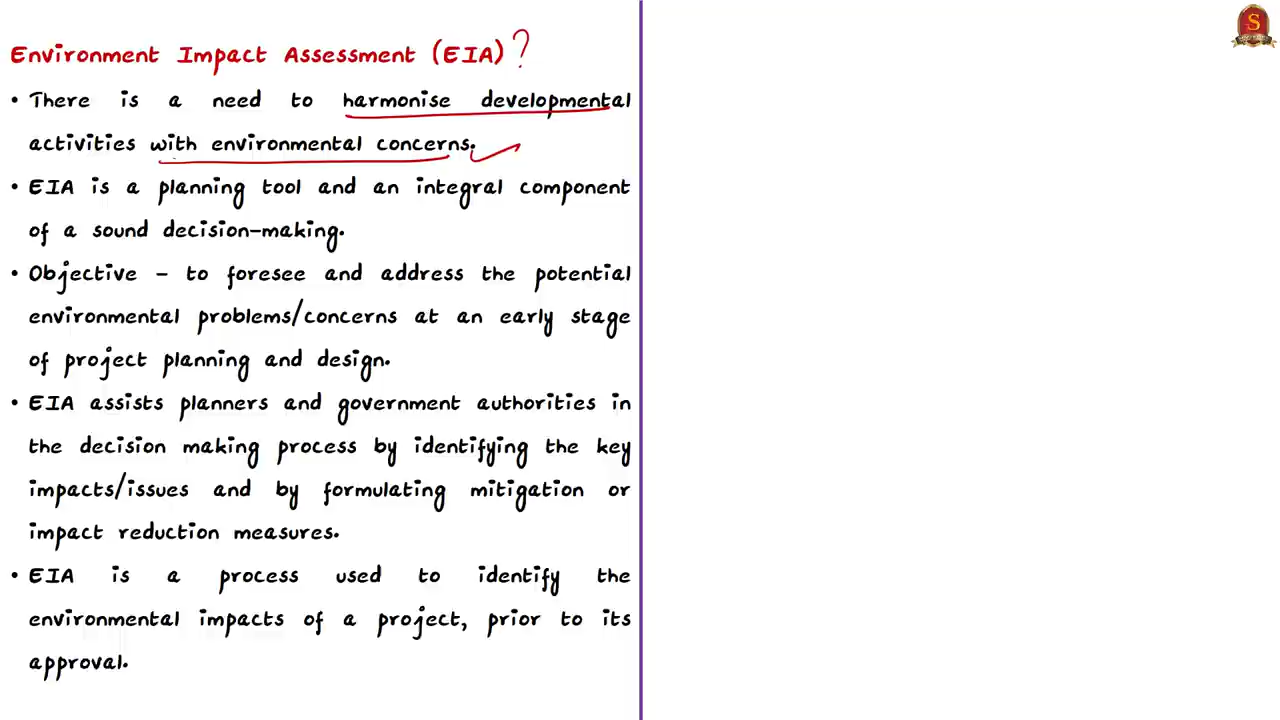 Environment Impact Assessment (EIA)?
• There is a need to harmonise developmental
activities with environmental concerns.
• EIA is a planning tool and an integral component
of a sound decision-making.
• Objective - to foresee and address the potential
environmental problems/concerns at an early stage
of project planning and design.
• EIA assists planners and government authorities in
the decision making process by identifying the key
impacts/issues and by formulating mitigation or
impact reduction measures.
• EIA is a process used to identify the
environmental impacts of a project, prior to its
approval.
S